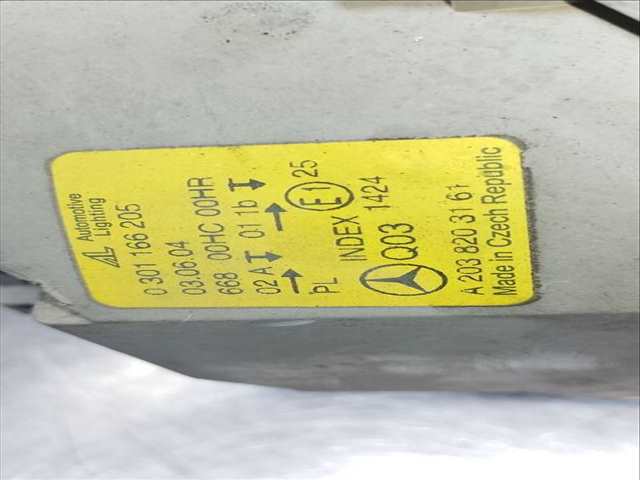 AL Automotive
Lighting
0 301 166 205
03.06.04
668 00HC 00HR
02 A 01 1b
PL INDEX E1 25
Q03 1424
A 203 820 31 61
Made in Czech Republic